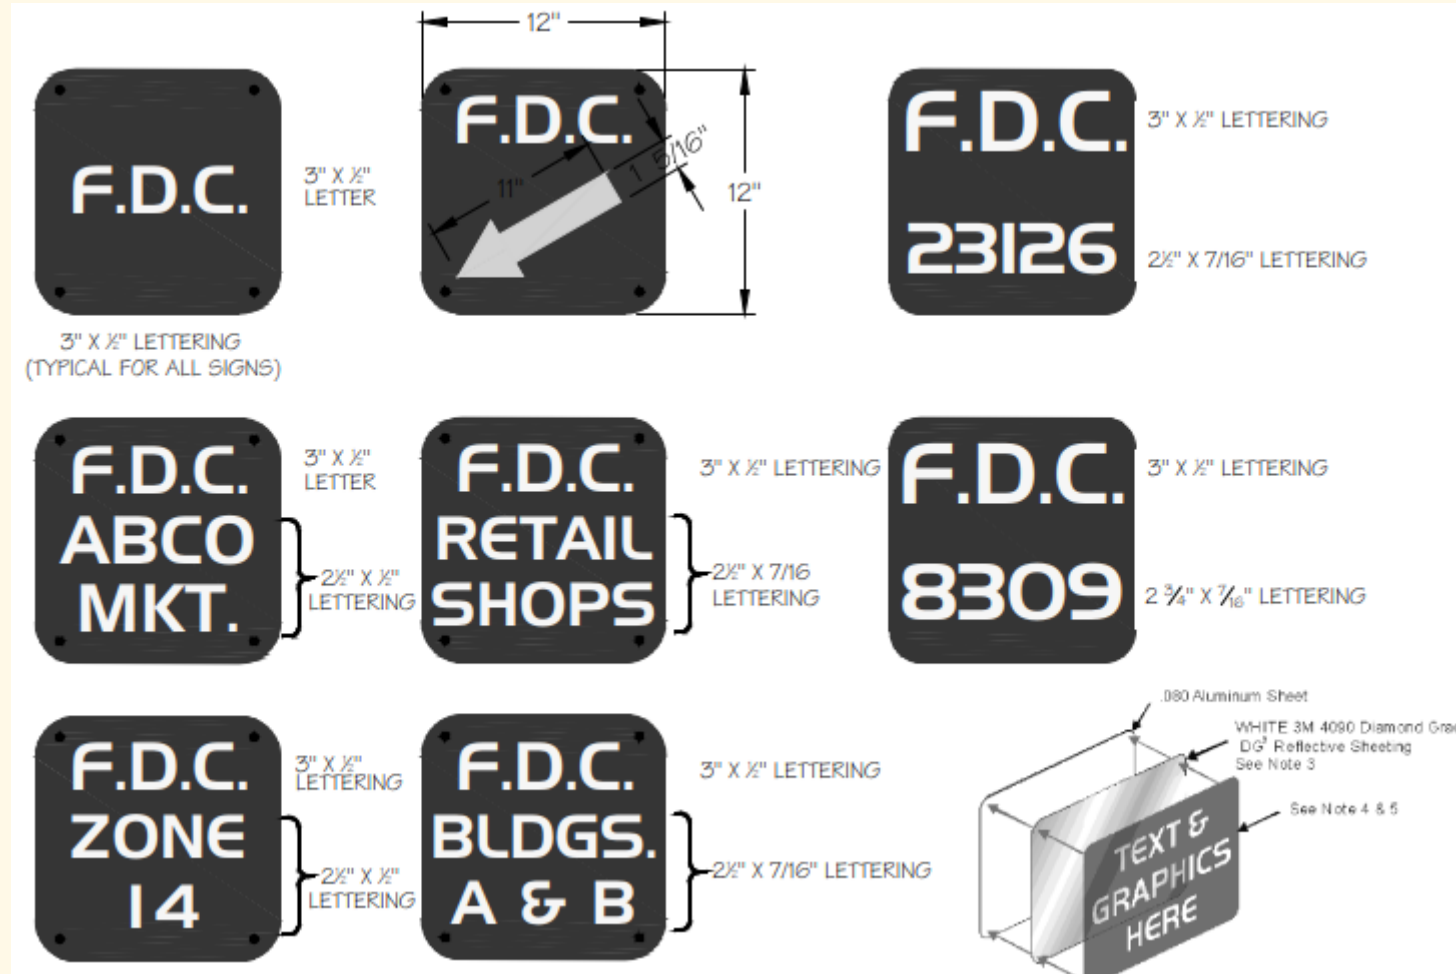 12"
F.D.C.
3" X ½"
LETTER
3" X ½" LETTERING
(TYPICAL FOR ALL SIGNS)
F.D.C.
11"
1 5/16"
12"
F.D.C.
3" X ½" LETTERING
23126
2½" X 7/16" LETTERING
F.D.C.
ABCO
MKT.
3" X ½"
LETTER
2½" X ½"
LETTERING
F.D.C.
RETAIL
SHOPS
3" X ½" LETTERING
2½" X 7/16
LETTERING
F.D.C.
3" X ½" LETTERING
8309
2 ¾" X 7/16" LETTERING
F.D.C.
ZONE
14
3" X ½"
LETTERING
2½" X ½"
LETTERING
F.D.C.
BLDGS.
A & B
3" X ½" LETTERING
2½" X 7/16" LETTERING
.080 Aluminum Sheet
WHITE 3M 4090 Diamond
DG³ Reflective Sheeting
See Note 3
See Note 4 & 5
TEXT &
GRAPHICS
HERE